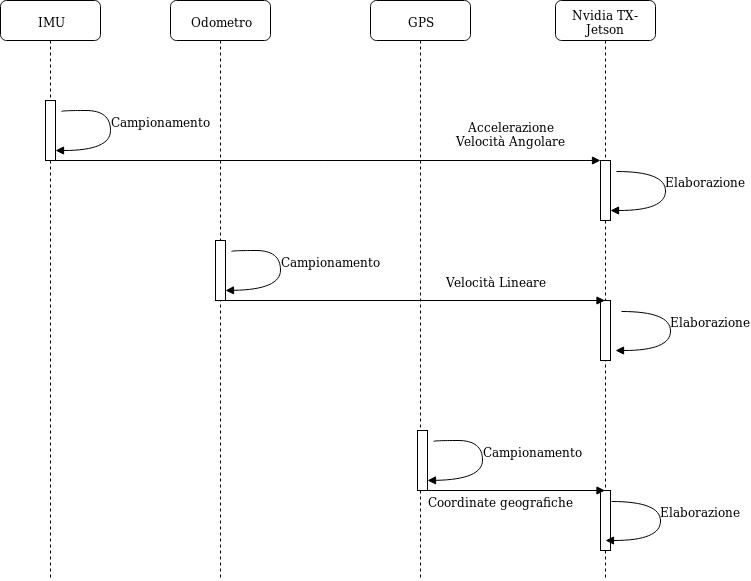 IMU
Odometro
GPS
Nvidia TX-
Jetson
Campionamento
Accelerazione
Velocità Angolare
Elaborazione
Campionamento
Velocità Lineare
Elaborazione
Campionamento
Coordinate geografiche
Elaborazione